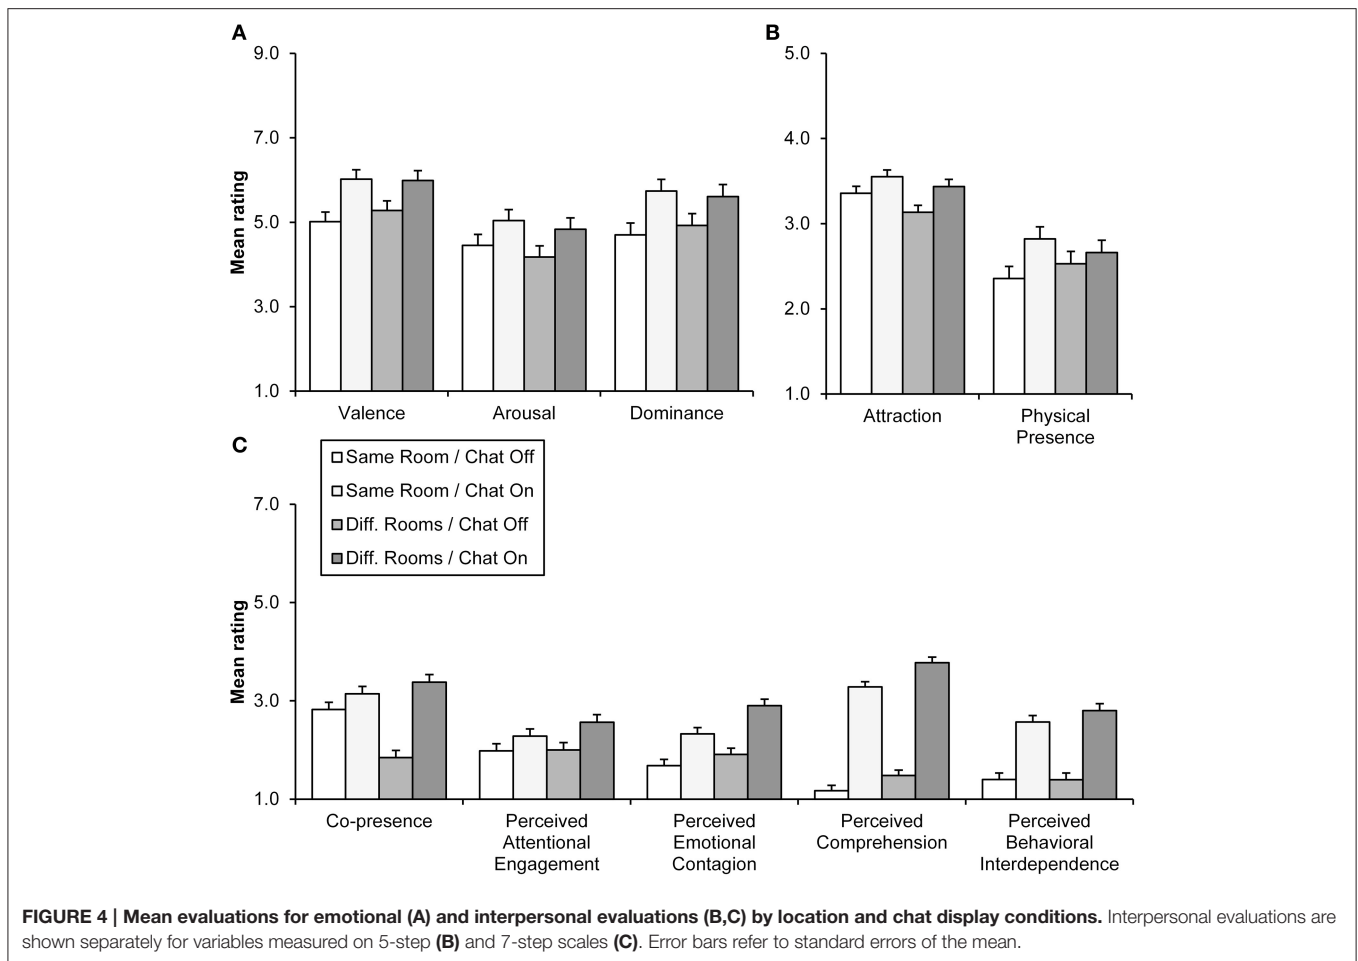 A
9.0
7.0
5.0
3.0
1.0
Mean rating
Valence
Arousal
Dominance
B
5.0
4.0
3.0
2.0
1.0
Attraction
Physical
Presence
C
Same Room / Chat Off
Same Room / Chat On
Diff. Rooms / Chat Off
Diff. Rooms / Chat On
7.0
5.0
3.0
1.0
Mean rating
Co-presence
Perceived
Attentional
Engagement
Perceived
Emotional
Contagion
Perceived
Comprehension
Perceived
Behavioral
Interdependence
FIGURE 4 | Mean evaluations for emotional (A) and interpersonal evaluations (B,C) by location and chat display conditions. Interpersonal evaluations are
shown separately for variables measured on 5-step (B) and 7-step scales (C). Error bars refer to standard errors of the mean.